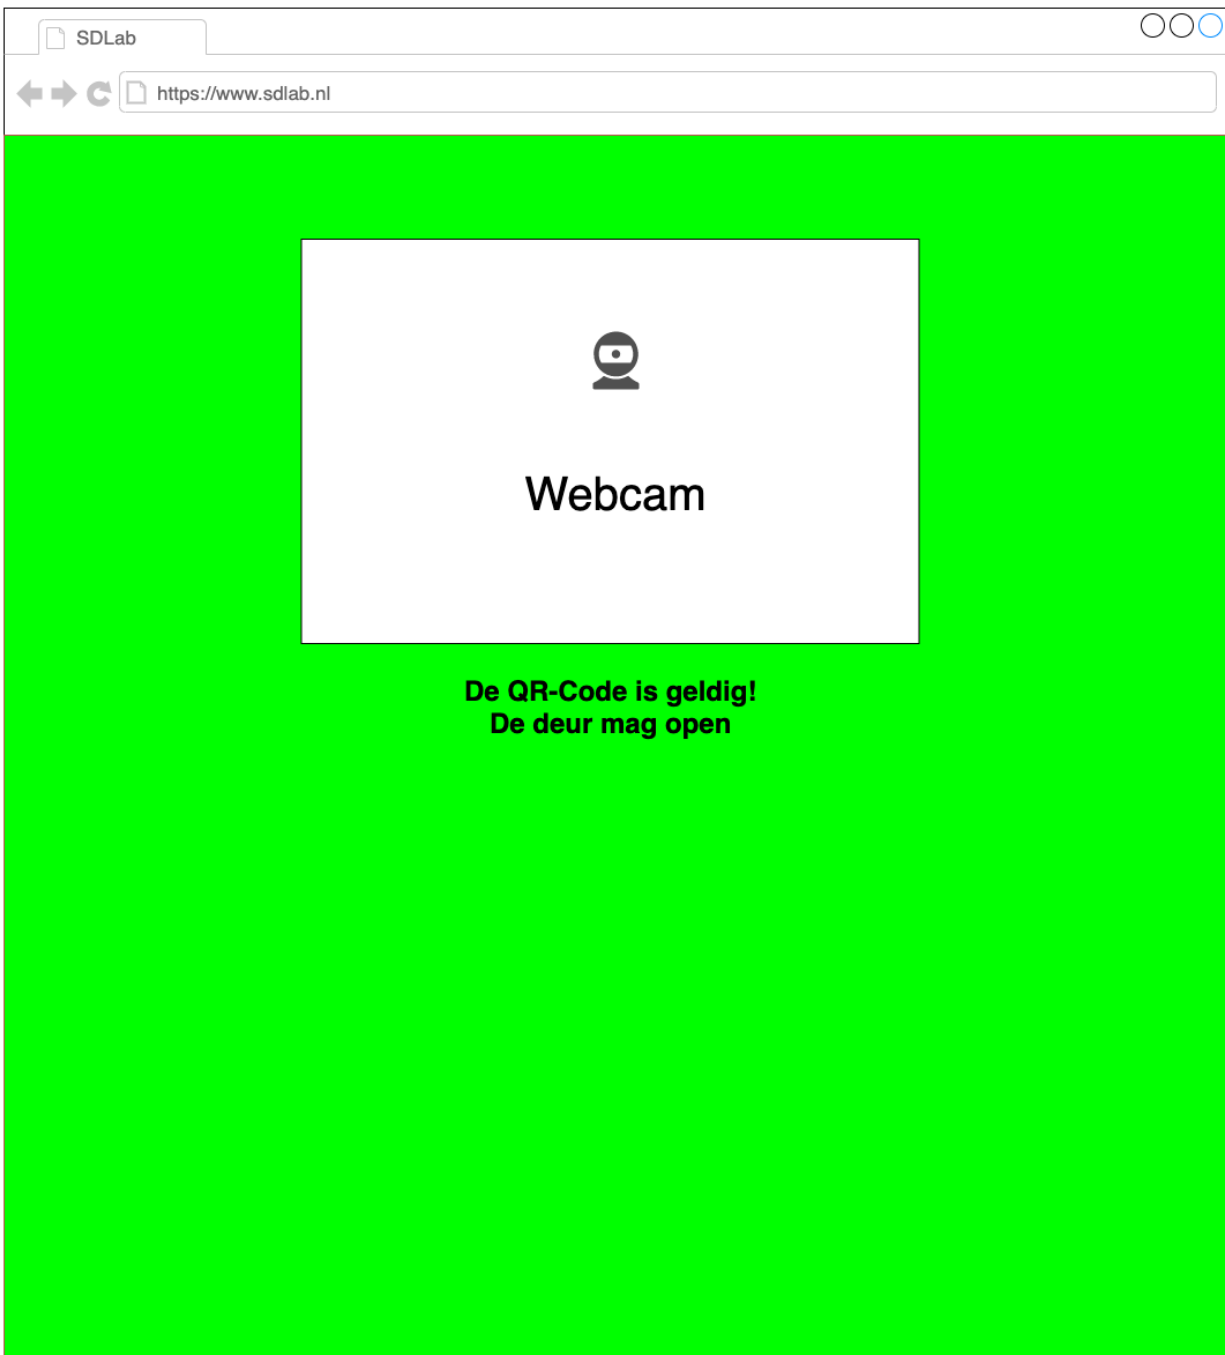 SDLab
https://www.sdlab.nl
Webcam
De QR-Code is geldig!
De deur mag open